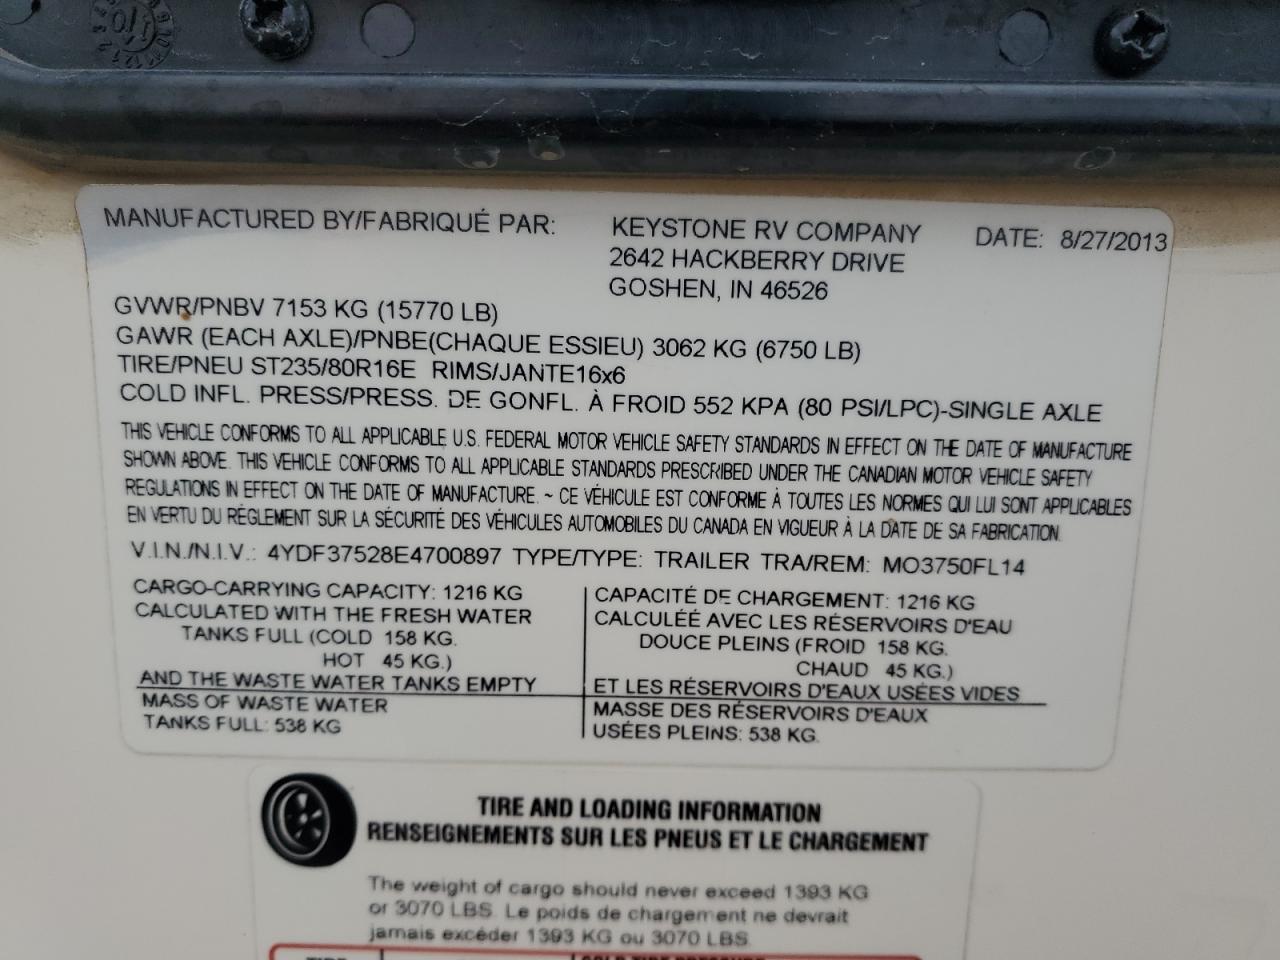 MANUFACTURED BY/FABRIQUÉ PAR: KEYSTONE RV COMPANY DATE: 8/27/2013
2642 HACKBERRY DRIVE
GOSHEN, IN 46526
GVWR/PNBV 7153 KG (15770 LB)
GAWR (EACH AXLE)/PNBE(CHAQUE ESSIEU) 3062 KG (6750 LB)
TIRE/PNEU ST235/80R16E RIMS/JANTE16x6
COLD INFL. PRESS/PRESS. DE GONFL. À FROID 552 KPA (80 PSI/LPC)-SINGLE AXLE
THIS VEHICLE CONFORMS TO ALL APPLICABLE U.S. FEDERAL MOTOR VEHICLE SAFETY STANDARDS IN EFFECT ON THE DATE OF MANUFACTURE
SHOWN ABOVE. THIS VEHICLE CONFORMS TO ALL APPLICABLE STANDARDS PRESCRIBED UNDER THE CANADIAN MOTOR VEHICLE SAFETY
REGULATIONS IN EFFECT ON THE DATE OF MANUFACTURE. ~ CE VÉHICULE EST CONFORME À TOUTES LES NORMES QUI LUI SONT APPLICABLES
EN VERTU DU RÈGLEMENT SUR LA SÉCURITÉ DES VÉHICULES AUTOMOBILES DU CANADA EN VIGUEUR À LA DATE DE SA FABRICATION.
V.I.N./N.I.V.: 4YDF37528E4700897 TYPE/TYPE: TRAILER TRA/REM: MO3750FL14
CARGO-CARRYING CAPACITY: 1216 KG
CALCULATED WITH THE FRESH WATER
TANKS FULL (COLD 158 KG.
HOT 45 KG.)
AND THE WASTE WATER TANKS EMPTY
MASS OF WASTE WATER
TANKS FULL: 538 KG
CAPACITÉ DE CHARGEMENT: 1216 KG
CALCULÉE AVEC LES RÉSERVOIRS D'EAU
DOUCE PLEINS (FROID 158 KG.
CHAUD 45 KG.)
ET LES RÉSERVOIRS D'EAUX USÉES VIDES
MASSE DES RÉSERVOIRS D'EAUX
USÉES PLEINS: 538 KG.
TIRE AND LOADING INFORMATION
RENSEIGNEMENTS SUR LES PNEUS ET LE CHARGEMENT
The weight of cargo should never exceed 1393 KG
or 3070 LBS. Le poids de chargement ne devrait
jamais excéder 1393 KG ou 3070 LBS.